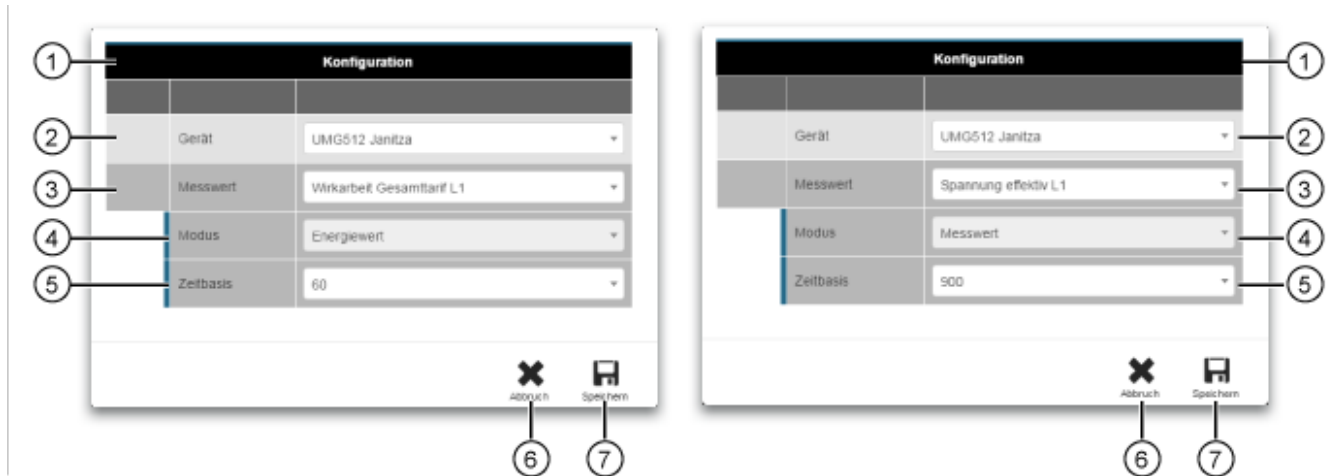 Konfiguration
1
2
Gerät
UMG512 Janitza
3
Messwert
Wirkarbeit Gesamttarif L1
4
Modus
Energiewert
5
Zeitbasis
60
Abbruch
Speichern
6
7
Konfiguration
1
Gerät
UMG512 Janitza
2
Messwert
Spannung effektiv L1
3
Modus
Messwert
4
Zeitbasis
900
5
Abbruch
Speichern
6
7